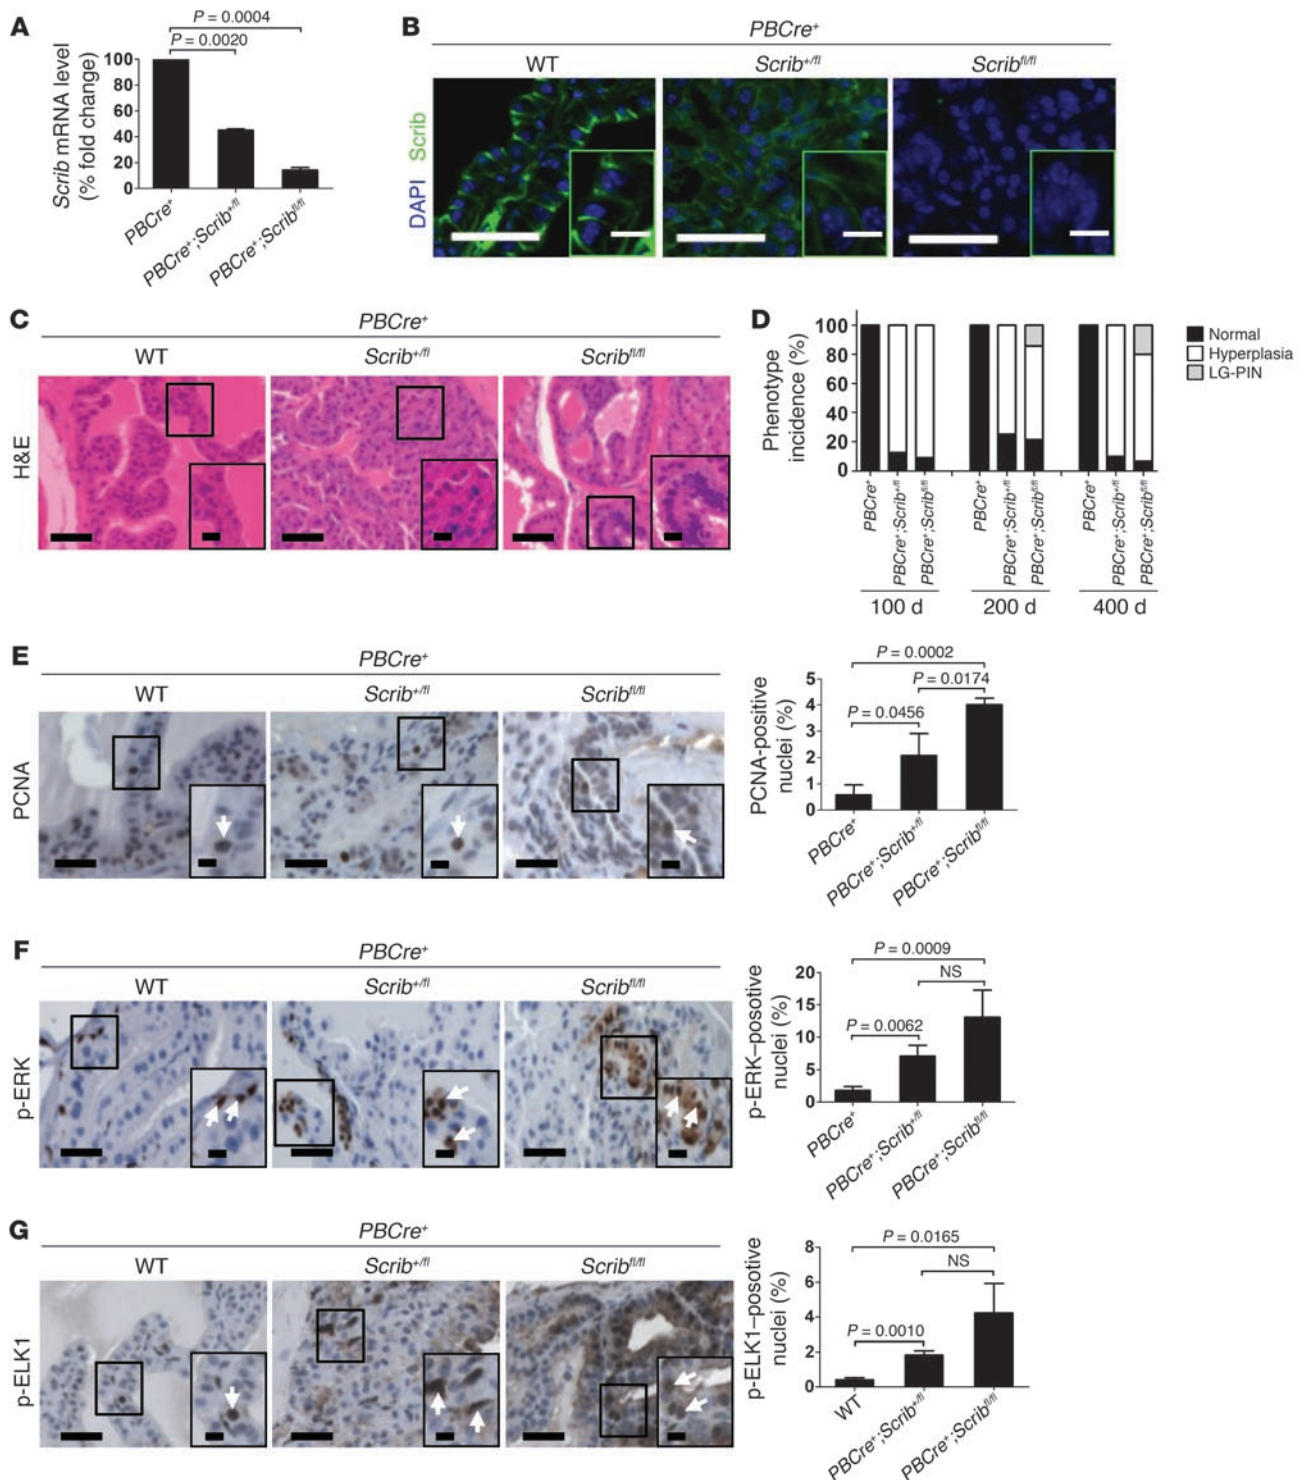 A
P = 0.0004
P = 0.0020
Scrib mRNA level
(% fold change)
100
80
60
40
20
0
PBCre+
PBCre+;Scrib+/fl
PBCre+;Scribfl/fl
B
PBCre+
WT
Scrib+/fl
Scribfl/fl
DAPI Scrib
C
PBCre+
WT
Scrib+/fl
Scribfl/fl
H&E
D
Phenotype
incidence (%)
100
80
60
40
20
0
Normal
Hyperplasia
LG-PIN
PBCre+
PBCre+;Scrib+/fl
PBCre+;Scribfl/fl
PBCre+
PBCre+;Scrib+/fl
PBCre+;Scribfl/fl
PBCre+
PBCre+;Scrib+/fl
PBCre+;Scribfl/fl
100 d
200 d
400 d
E
PBCre+
WT
Scrib+/fl
Scribfl/fl
PCNA
P = 0.0002
P = 0.0174
P = 0.0456
PCNA-positive
nuclei (%)
5
4
3
2
1
0
PBCre+
PBCre+;Scrib+/fl
PBCre+;Scribfl/fl
F
PBCre+
WT
Scrib+/fl
Scribfl/fl
p-ERK
P = 0.0009
NS
P = 0.0062
p-ERK–posotive
nuclei (%)
20
15
10
5
0
PBCre+
PBCre+;Scrib+/fl
PBCre+;Scribfl/fl
G
PBCre+
WT
Scrib+/fl
Scribfl/fl
p-ELK1
P = 0.0165
NS
P = 0.0010
p-ELK1–posotive
nuclei (%)
8
6
4
2
0
WT
PBCre+;Scrib+/fl
PBCre+;Scribfl/fl